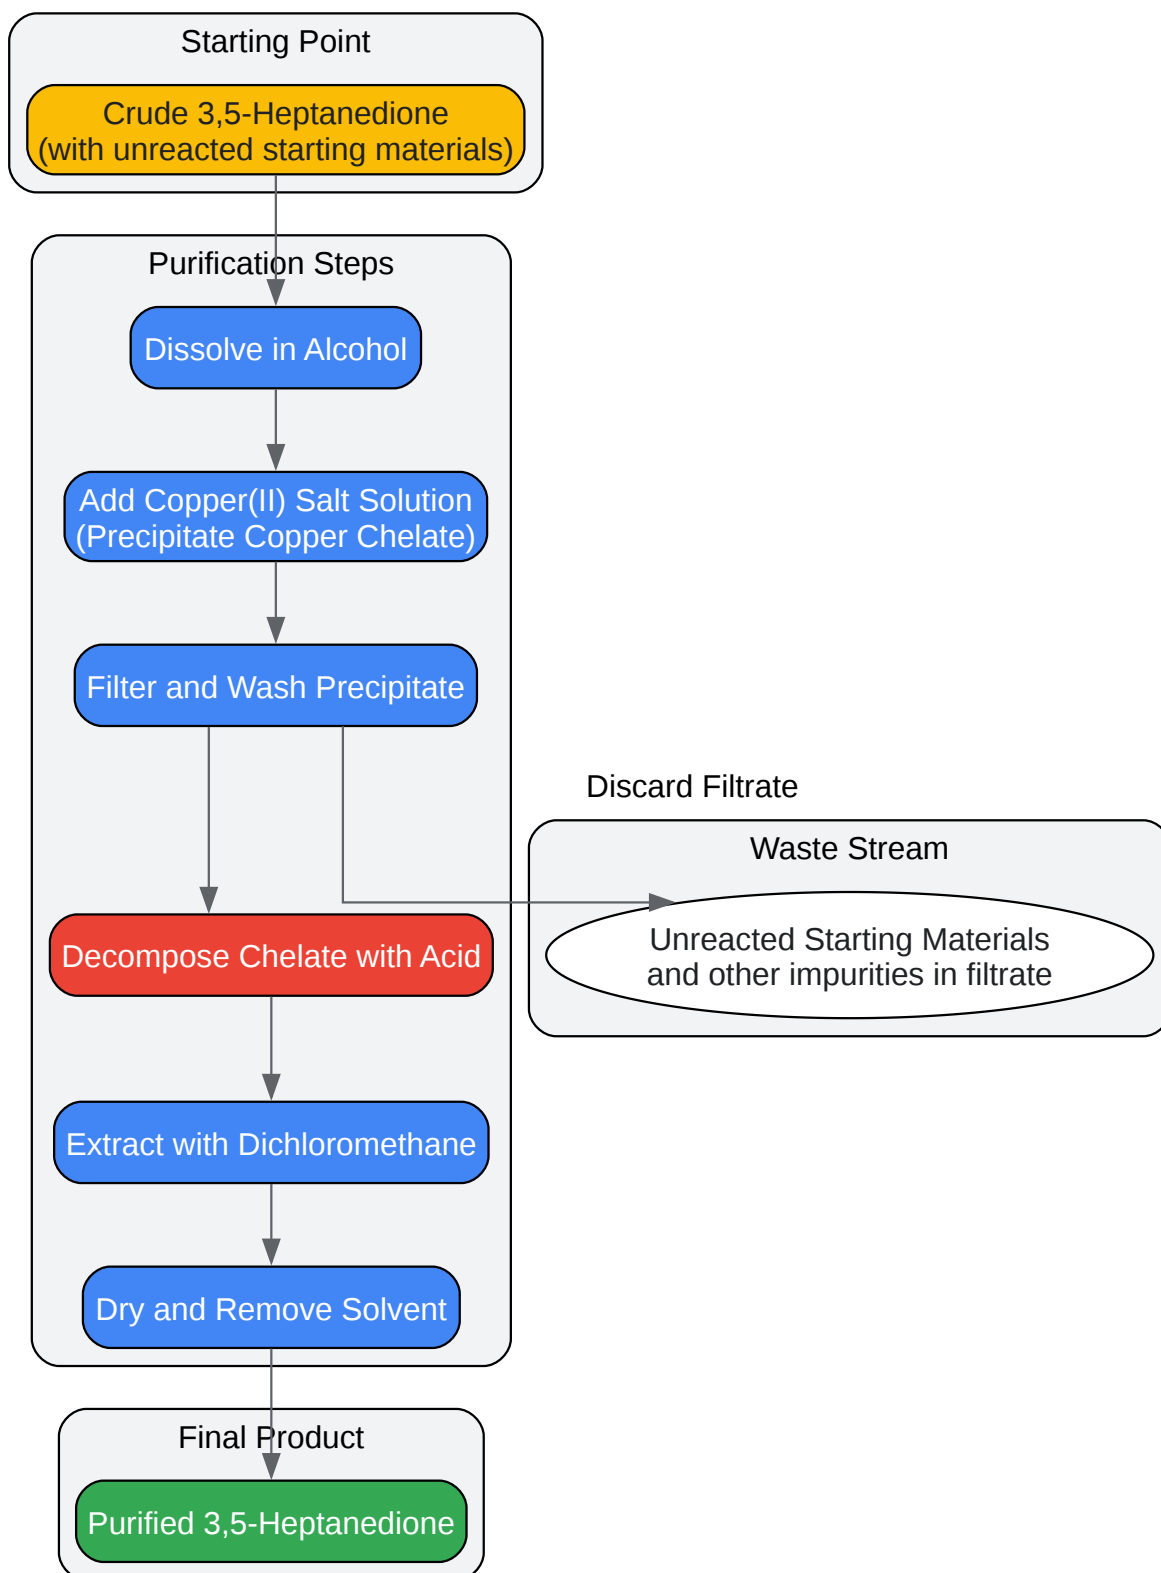 Starting Point
Crude 3,5-Heptanedione
(with unreacted starting materials)
Purification Steps
Dissolve in Alcohol
Add Copper(II) Salt Solution
(Precipitate Copper Chelate)
Filter and Wash Precipitate
Discard Filtrate
Waste Stream
Unreacted Starting Materials
and other impurities in filtrate
Decompose Chelate with Acid
Extract with Dichloromethane
Dry and Remove Solvent
Final Product
Purified 3,5-Heptanedione